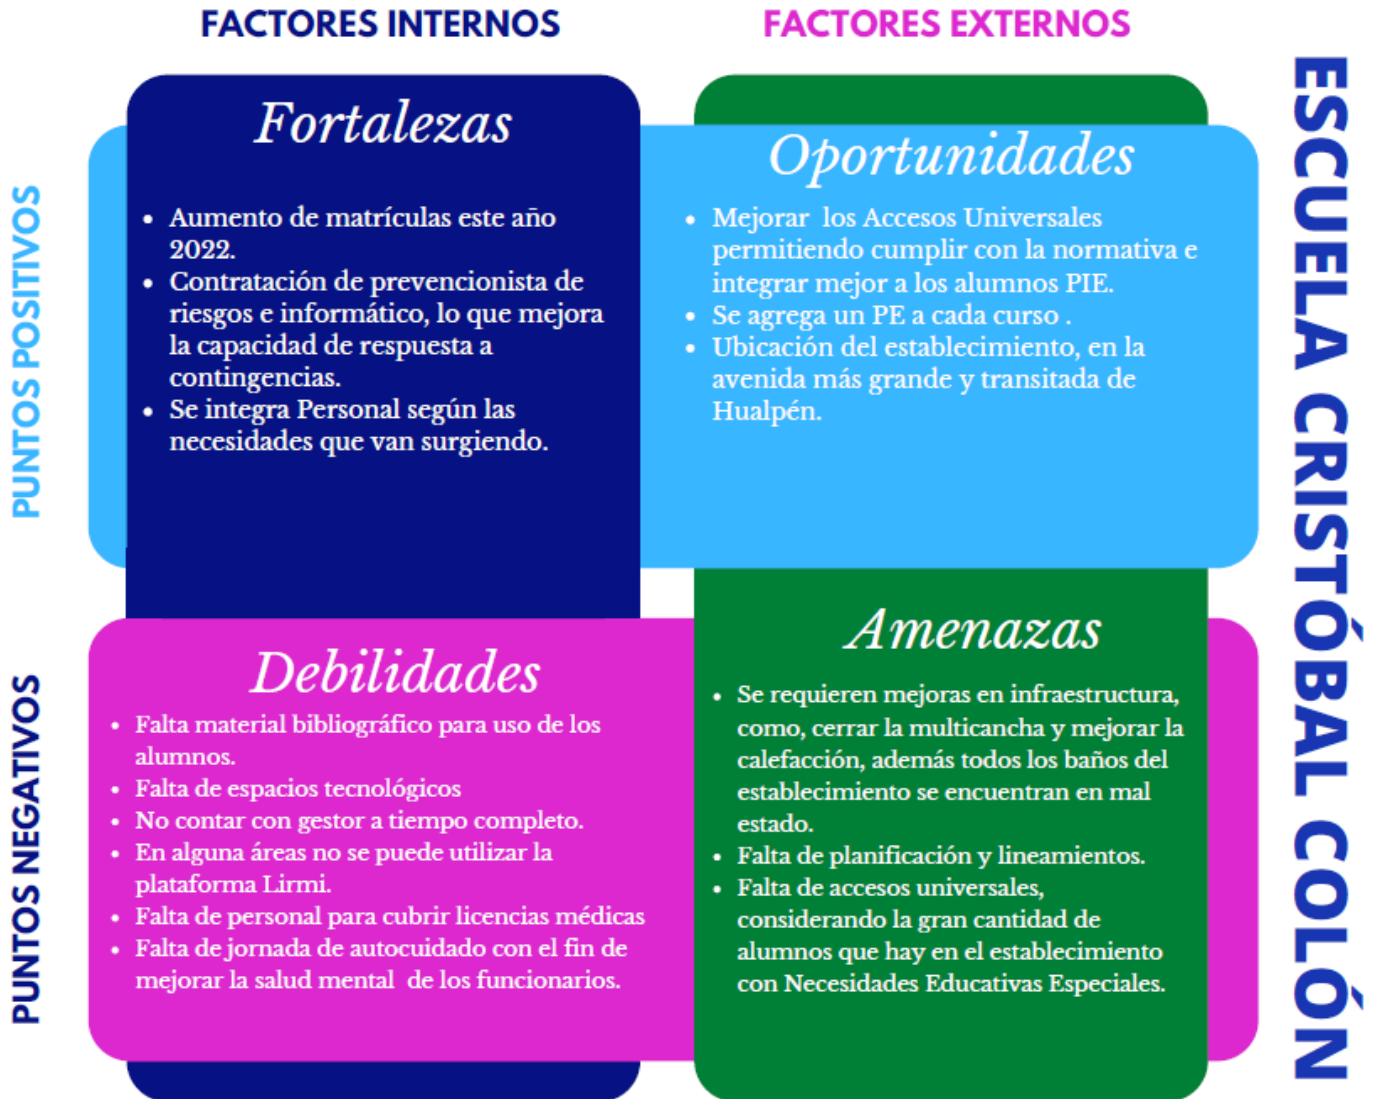 FACTORES INTERNOS
FACTORES EXTERNOS
PUNTOS POSITIVOS
Fortalezas
• Aumento de matrículas este año
2022.
• Contratación de prevencionista de
riesgos e informático, lo que mejora
la capacidad de respuesta a
contingencias.
• Se integra Personal según las
necesidades que van surgiendo.
Oportunidades
• Mejorar los Accesos Universales
permitiendo cumplir con la normativa e
integrar mejor a los alumnos PIE.
• Se agrega un PE a cada curso .
• Ubicación del establecimiento, en la
avenida más grande y transitada de
Hualpén.
PUNTOS NEGATIVOS
Debilidades
• Falta material bibliográfico para uso de los
alumnos.
• Falta de espacios tecnológicos
• No contar con gestor a tiempo completo.
• En alguna áreas no se puede utilizar la
plataforma Lirmi.
• Falta de personal para cubrir licencias médicas
• Falta de jornada de autocuidado con el fin de
mejorar la salud mental de los funcionarios.
Amenazas
• Se requieren mejoras en infraestructura,
como, cerrar la multicancha y mejorar la
calefacción, además todos los baños del
establecimiento se encuentran en mal
estado.
• Falta de planificación y lineamientos.
• Falta de accesos universales,
considerando la gran cantidad de
alumnos que hay en el establecimiento
con Necesidades Educativas Especiales.
ESCUELA CRISTÓBAL COLÓN